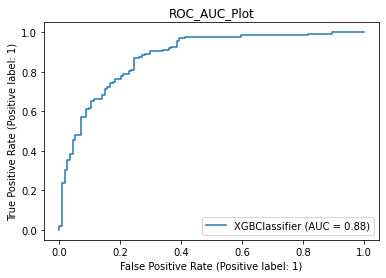 ROC_AUC_Plot
1.0
0.8
0.6
0.4
0.2
0.0
True Positive Rate (Positive label: 1)
XGBClassifier (AUC = 0.88)
0.0 0.2 0.4 0.6 0.8 1.0
False Positive Rate (Positive label: 1)